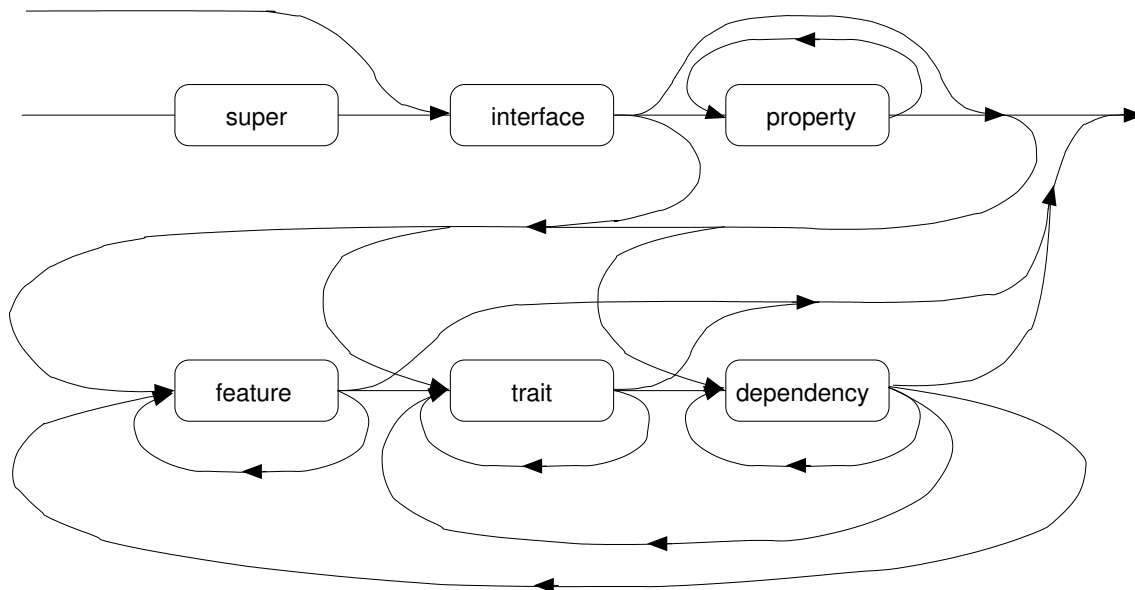 super
interface
property
feature
trait
dependency